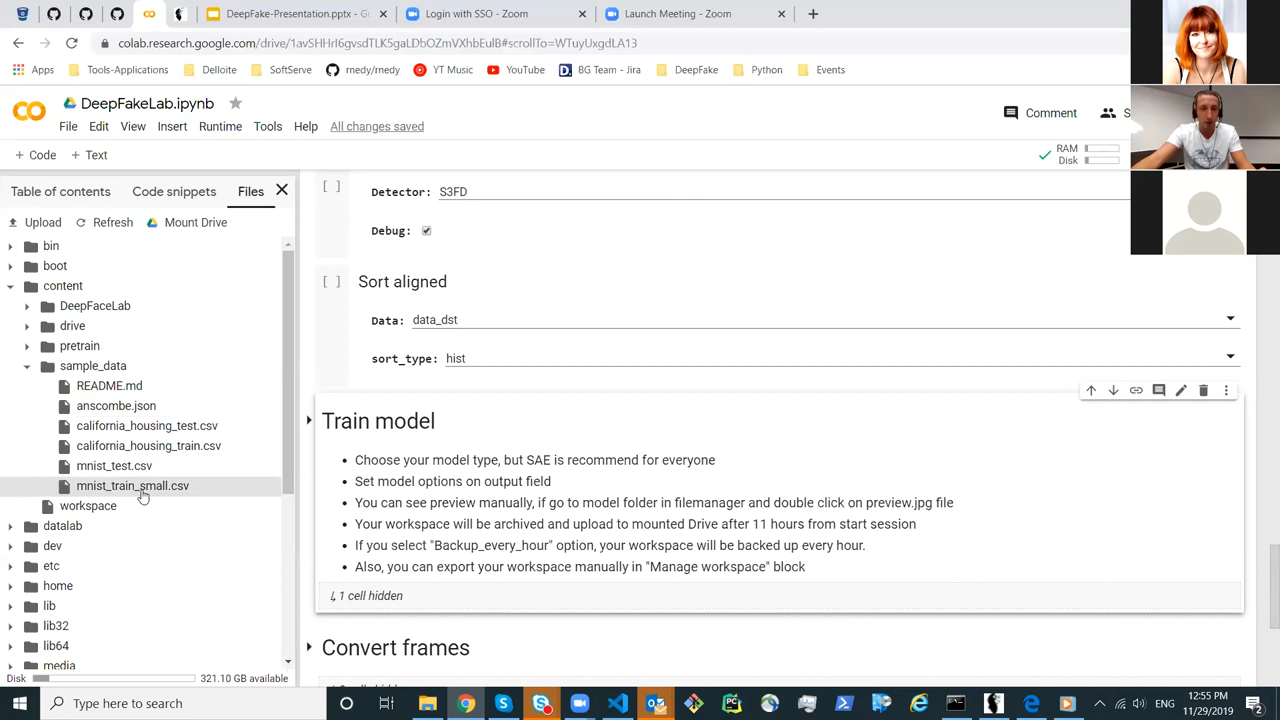 DeepFake-Presentation.pptx - Go
Login with SSO - Zoom
Launch Meeting - Zoom
colab.research.google.com/drive/1avSHHrI6gvsdTLK5gaLDbOZmVXhbEulB#scrollTo=WTuyUxgdLA13
Apps
Tools-Applications
Delloite
SoftServe
rnedy/rnedy
YT Music
YouTube
BG Team - Jira
DeepFake
Python
Events
DeepFakeLab.ipynb
File Edit View Insert Runtime Tools Help All changes saved
Comment
S
+ Code + Text
RAM
Disk
Table of contents Code snippets Files
Upload Refresh Mount Drive
bin
boot
content
DeepFaceLab
drive
pretrain
sample_data
README.md
anscombe.json
california_housing_test.csv
california_housing_train.csv
mnist_test.csv
mnist_train_small.csv
workspace
datalab
dev
etc
home
lib
lib32
lib64
media
Disk 321.10 GB available
[ ] Detector: S3FD
Debug:
[ ] Sort aligned
Data: data_dst
sort_type: hist
Train model
• Choose your model type, but SAE is recommend for everyone
• Set model options on output field
• You can see preview manually, if go to model folder in filemanager and double click on preview.jpg file
• Your workspace will be archived and upload to mounted Drive after 11 hours from start session
• If you select "Backup_every_hour" option, your workspace will be backed up every hour.
• Also, you can export your workspace manually in "Manage workspace" block
1 cell hidden
Convert frames
Type here to search
ENG
12:55 PM
11/29/2019
2